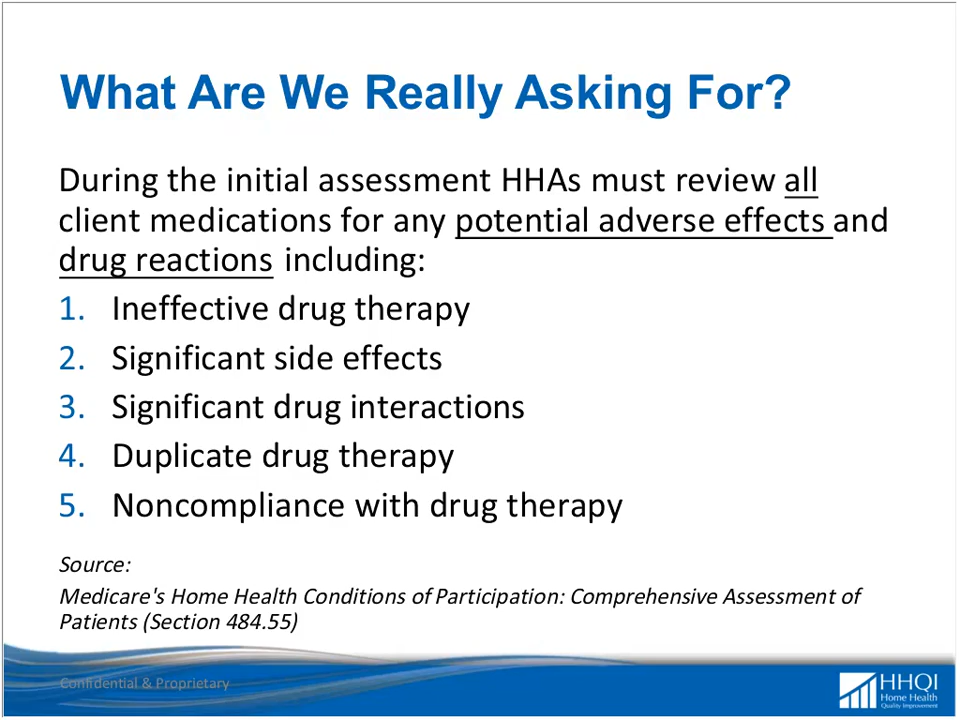 What Are We Really Asking For?
During the initial assessment HHAs must review all
client medications for any potential adverse effects and
drug reactions including:
1. Ineffective drug therapy
2. Significant side effects
3. Significant drug interactions
4. Duplicate drug therapy
5. Noncompliance with drug therapy
Source:
Medicare's Home Health Conditions of Participation: Comprehensive Assessment of
Patients (Section 484.55)
Confidential & Proprietary
HHQI
Home Health
Quality Improvement